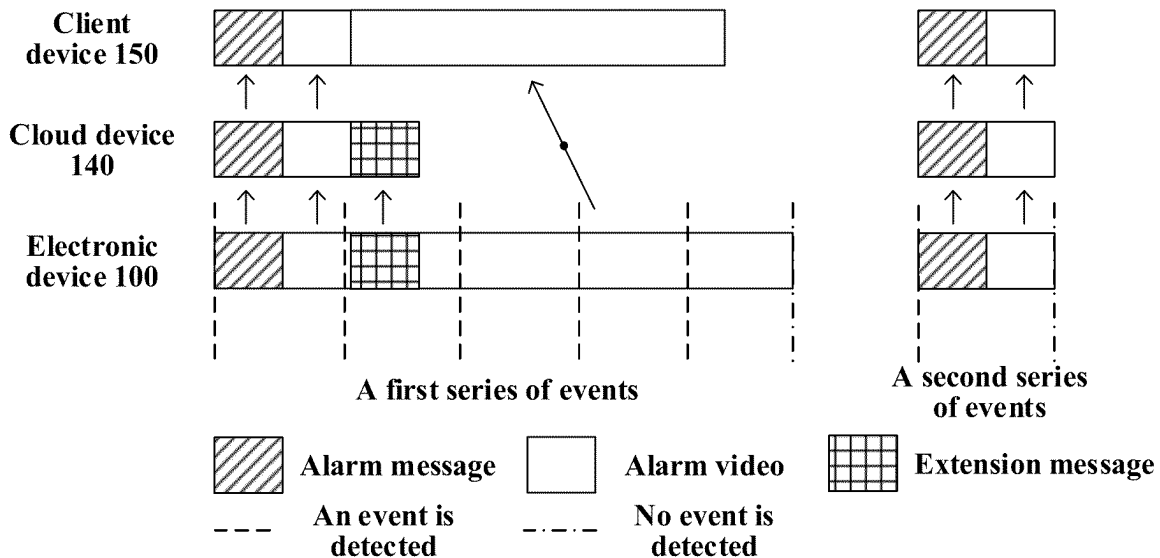 Client
device 150
Cloud device
140
Electronic
device 100
A first series of events
A second series
of events
Alarm message
Alarm video
Extension message
An event is
detected
No event is
detected